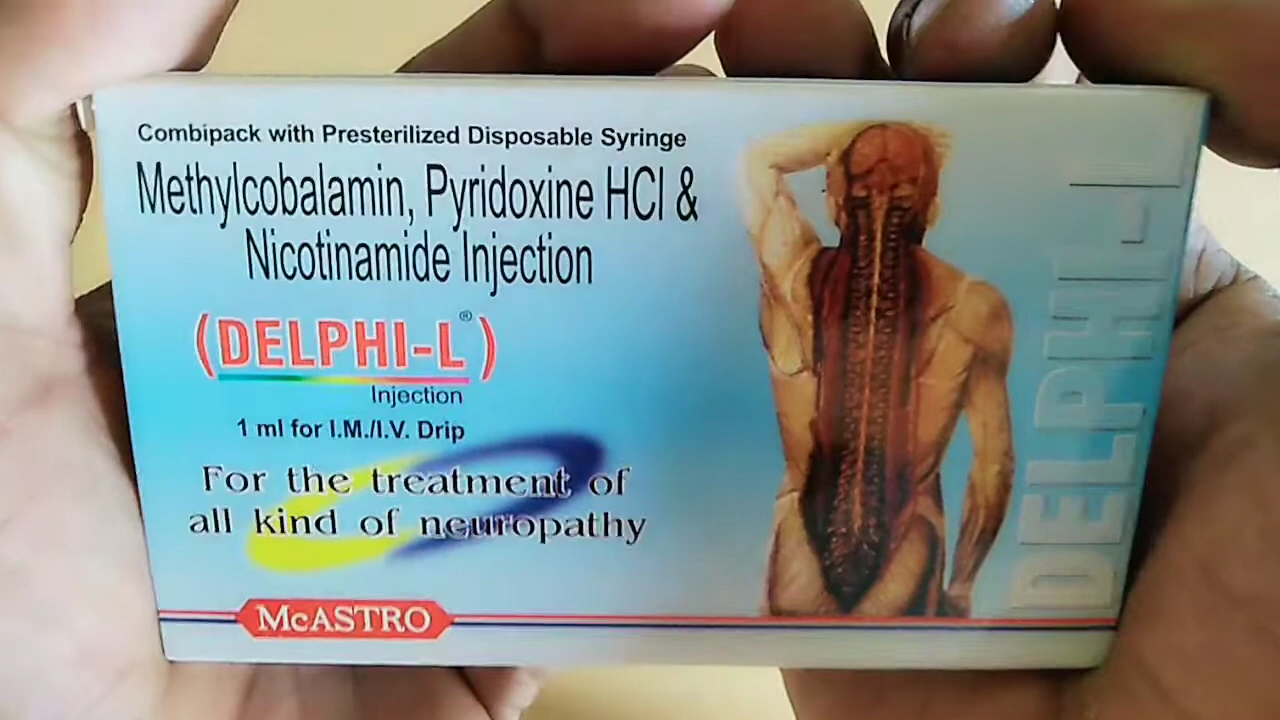 Combipack with Presterilized Disposable Syringe
Methylcobalamin, Pyridoxine HCl &
Nicotinamide Injection
(DELPHI-L®)
Injection
1 ml for I.M./I.V. Drip
For the treatment of
all kind of neuropathy
McASTRO
DELPHI-L